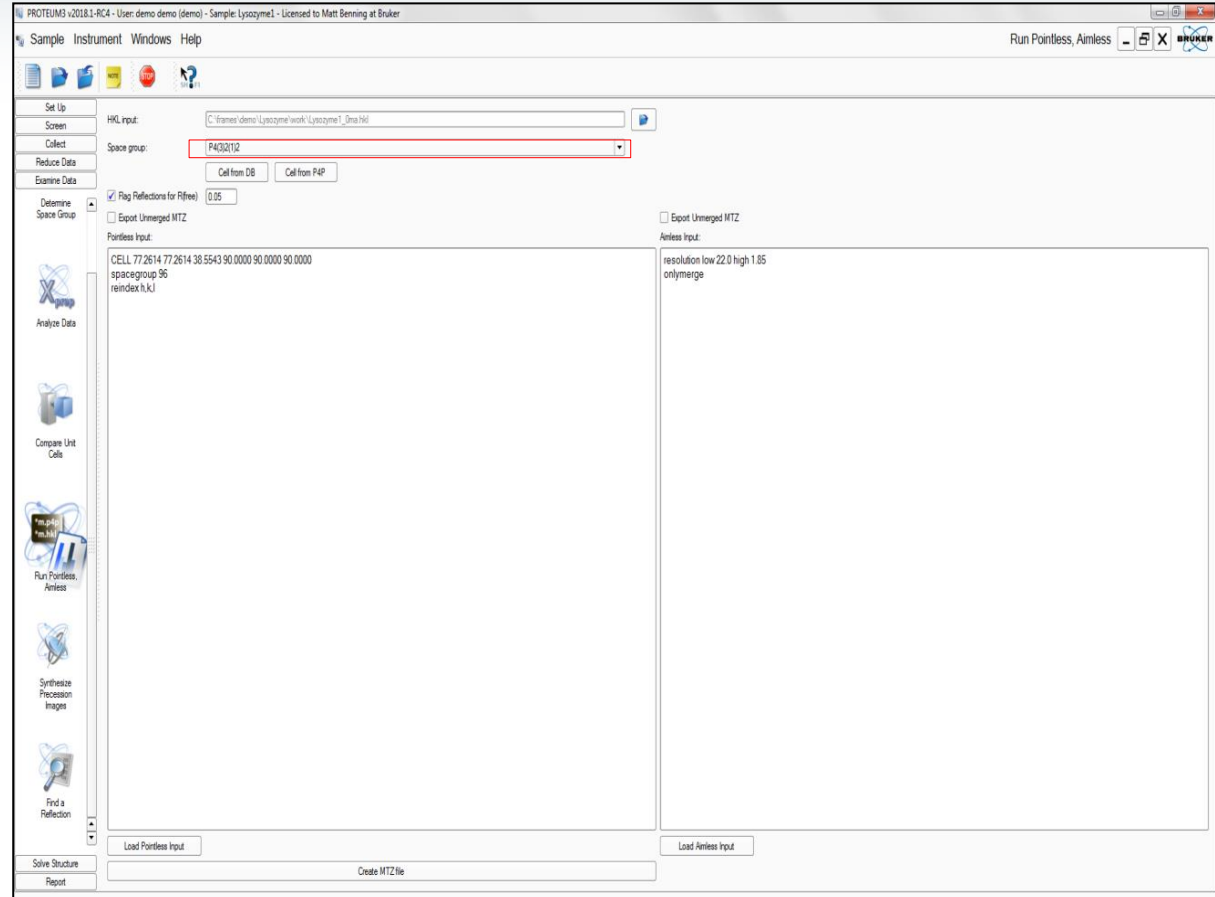 PROTEUM3 v2018.1-RC4 - User: demo demo (demo) - Sample: Lysozyme1 - Licensed to Matt Benning at Bruker
Sample Instrument Windows Help
Run Pointless, Aimless
BRUKER
NOTE
STOP
Set Up
Screen
Collect
Reduce Data
Examine Data
Determine
Space Group
Xprep
Analyze Data
Compare Unit
Cells
*m.p4p
*m.hkl
Run Pointless,
Aimless
Synthesize
Precession
Images
Find a
Reflection
Solve Structure
Report
HKL input:
C:\frames\demo\Lysozyme\work\Lysozyme1_0ma.hkl
Space group:
P4(3)2(1)2
Cell from DB
Cell from P4P
Flag Reflections for R(free)
0.05
Export Unmerged MTZ
Pointless Input:
CELL 77.2614 77.2614 38.5543 90.0000 90.0000 90.0000
spacegroup 96
reindex h,k,l
Load Pointless Input
Create MTZ file
Export Unmerged MTZ
Aimless Input:
resolution low 22.0 high 1.85
onlymerge
Load Aimless Input